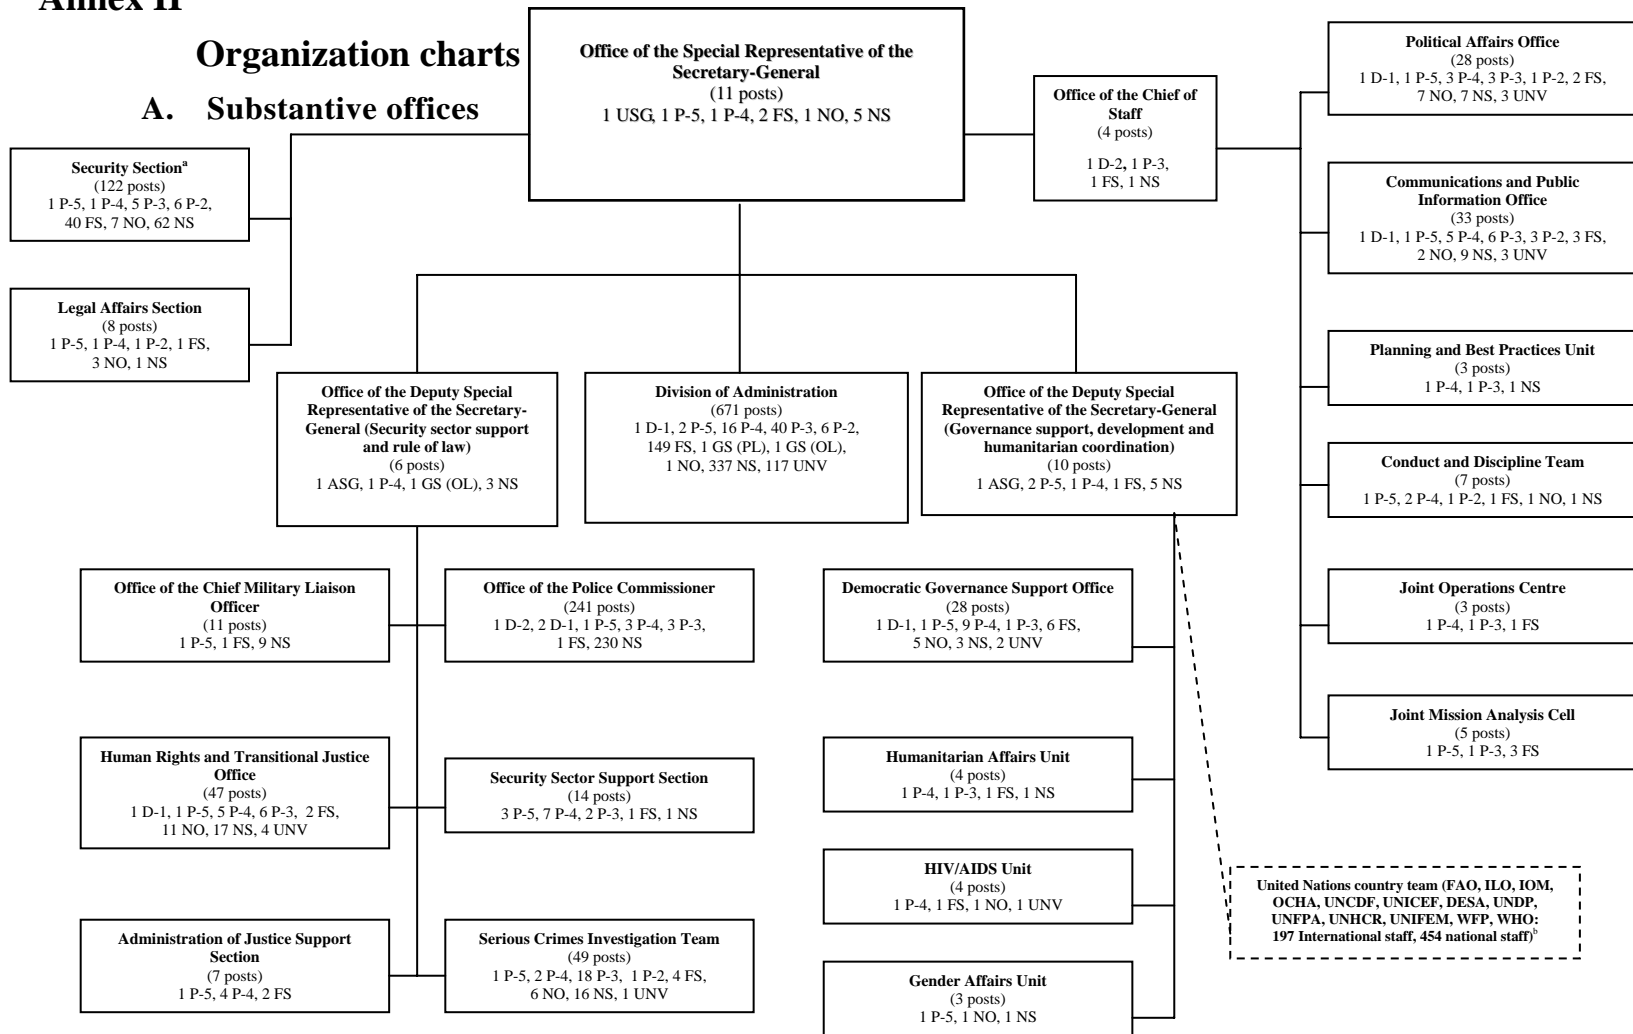 Annex II
Organization charts
A. Substantive offices
Office of the Special Representative of the
Secretary-General
(11 posts)
1 USG, 1 P-5, 1 P-4, 2 FS, 1 NO, 5 NS
Office of the Chief of
Staff
(4 posts)
1 D-2, 1 P-3,
1 FS, 1 NS
Political Affairs Office
(28 posts)
1 D-1, 1 P-5, 3 P-4, 3 P-3, 1 P-2, 2 FS,
7 NO, 7 NS, 3 UNV
Security Sectionᵃ
(122 posts)
1 P-5, 1 P-4, 5 P-3, 6 P-2,
40 FS, 7 NO, 62 NS
Communications and Public
Information Office
(33 posts)
1 D-1, 1 P-5, 5 P-4, 6 P-3, 3 P-2, 3 FS,
2 NO, 9 NS, 3 UNV
Legal Affairs Section
(8 posts)
1 P-5, 1 P-4, 1 P-2, 1 FS,
3 NO, 1 NS
Planning and Best Practices Unit
(3 posts)
1 P-4, 1 P-3, 1 NS
Office of the Deputy Special
Representative of the Secretary-
General (Security sector support
and rule of law)
(6 posts)
1 ASG, 1 P-4, 1 GS (OL), 3 NS
Division of Administration
(671 posts)
1 D-1, 2 P-5, 16 P-4, 40 P-3, 6 P-2,
149 FS, 1 GS (PL), 1 GS (OL),
1 NO, 337 NS, 117 UNV
Office of the Deputy Special
Representative of the Secretary-General
(Governance support, development and
humanitarian coordination)
(10 posts)
1 ASG, 2 P-5, 1 P-4, 1 FS, 5 NS
Conduct and Discipline Team
(7 posts)
1 P-5, 2 P-4, 1 P-2, 1 FS, 1 NO, 1 NS
Office of the Chief Military Liaison
Officer
(11 posts)
1 P-5, 1 FS, 9 NS
Office of the Police Commissioner
(241 posts)
1 D-2, 2 D-1, 1 P-5, 3 P-4, 3 P-3,
1 FS, 230 NS
Democratic Governance Support Office
(28 posts)
1 D-1, 1 P-5, 9 P-4, 1 P-3, 6 FS,
5 NO, 3 NS, 2 UNV
Joint Operations Centre
(3 posts)
1 P-4, 1 P-3, 1 FS
Human Rights and Transitional Justice
Office
(47 posts)
1 D-1, 1 P-5, 5 P-4, 6 P-3, 2 FS,
11 NO, 17 NS, 4 UNV
Security Sector Support Section
(14 posts)
3 P-5, 7 P-4, 2 P-3, 1 FS, 1 NS
Humanitarian Affairs Unit
(4 posts)
1 P-4, 1 P-3, 1 FS, 1 NS
Joint Mission Analysis Cell
(5 posts)
1 P-5, 1 P-3, 3 FS
HIV/AIDS Unit
(4 posts)
1 P-4, 1 FS, 1 NO, 1 UNV
United Nations country team (FAO, ILO, IOM,
OCHA, UNCDF, UNICEF, DESA, UNDP,
UNFPA, UNHCR, UNIFEM, WFP, WHO:
197 International staff, 454 national staff)ᵇ
Administration of Justice Support
Section
(7 posts)
1 P-5, 4 P-4, 2 FS
Serious Crimes Investigation Team
(49 posts)
1 P-5, 2 P-4, 18 P-3, 1 P-2, 4 FS,
6 NO, 16 NS, 1 UNV
Gender Affairs Unit
(3 posts)
1 P-5, 1 NO, 1 NS